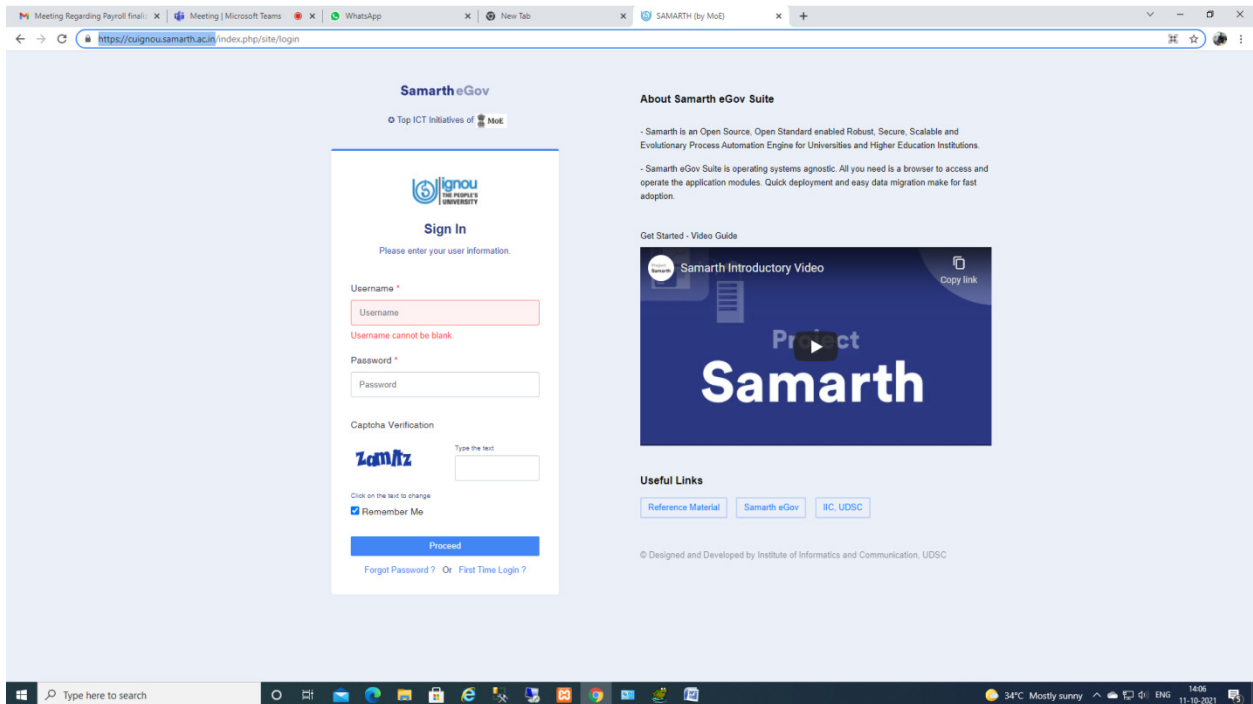 Meeting Regarding Payroll finali
Meeting | Microsoft Teams
WhatsApp
New Tab
SAMARTH (by MoE)
https://cuignou.samarth.ac.in/index.php/site/login
Samarth eGov
Top ICT Initiatives of MoE
ignou
THE PEOPLE'S
UNIVERSITY
Sign In
Please enter your user information.
Username *
Username
Username cannot be blank.
Password *
Password
Captcha Verification
Type the text
Click on the text to change
Remember Me
Proceed
Forgot Password ? Or First Time Login ?
About Samarth eGov Suite
- Samarth is an Open Source, Open Standard enabled Robust, Secure, Scalable and
Evolutionary Process Automation Engine for Universities and Higher Education Institutions.
- Samarth eGov Suite is operating systems agnostic. All you need is a browser to access and
operate the application modules. Quick deployment and easy data migration make for fast
adoption.
Get Started - Video Guide
Project
Samarth
Samarth Introductory Video
Copy link
Samarth
Useful Links
Reference Material
Samarth eGov
IIC, UDSC
© Designed and Developed by Institute of Informatics and Communication, UDSC
Type here to search
34°C Mostly sunny
ENG
14:06
11-10-2021